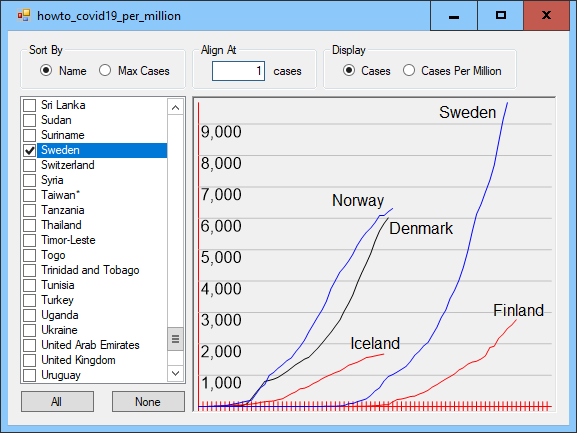 howto_covid19_per_million
Sort By
Name
Max Cases
Align At
1
cases
Display
Cases
Cases Per Million
Sri Lanka
Sudan
Suriname
Sweden
Switzerland
Syria
Taiwan*
Tanzania
Thailand
Timor-Leste
Togo
Trinidad and Tobago
Tunisia
Turkey
Uganda
Ukraine
United Arab Emirates
United Kingdom
Uruguay
All
None
9,000
8,000
7,000
6,000
5,000
4,000
3,000
2,000
1,000
Sweden
Norway
Denmark
Finland
Iceland